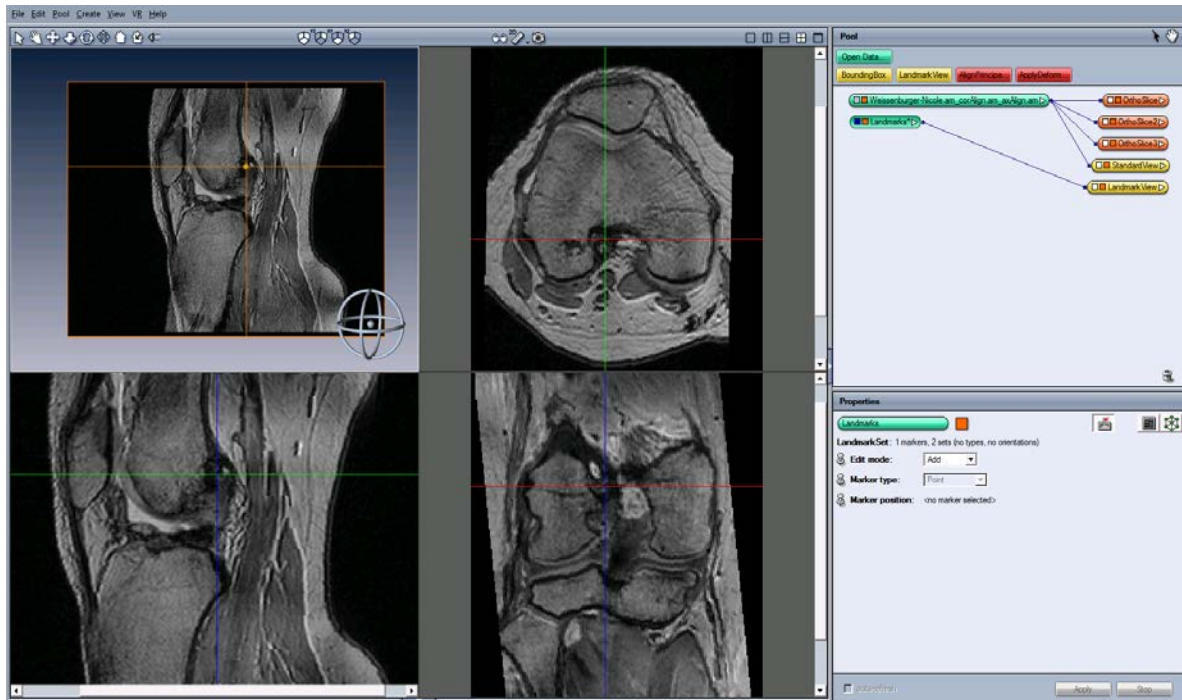 File Edit Pool Create View VR Help
Pool
Open Data...
BoundingBox LandmarkView AlignPrincipa... ApplyDeform...
Weissenburger-Nicole.am_corAlign.am_axAlign.am
OrthoSlice
Landmarks*
OrthoSlice2
OrthoSlice3
StandardView
LandmarkView
Properties
Landmarks
LandmarkSet: 1 markers, 2 sets (no types, no orientations)
Edit mode: Add
Marker type: Point
Marker position: <no marker selected>
auto-refresh Apply Stop